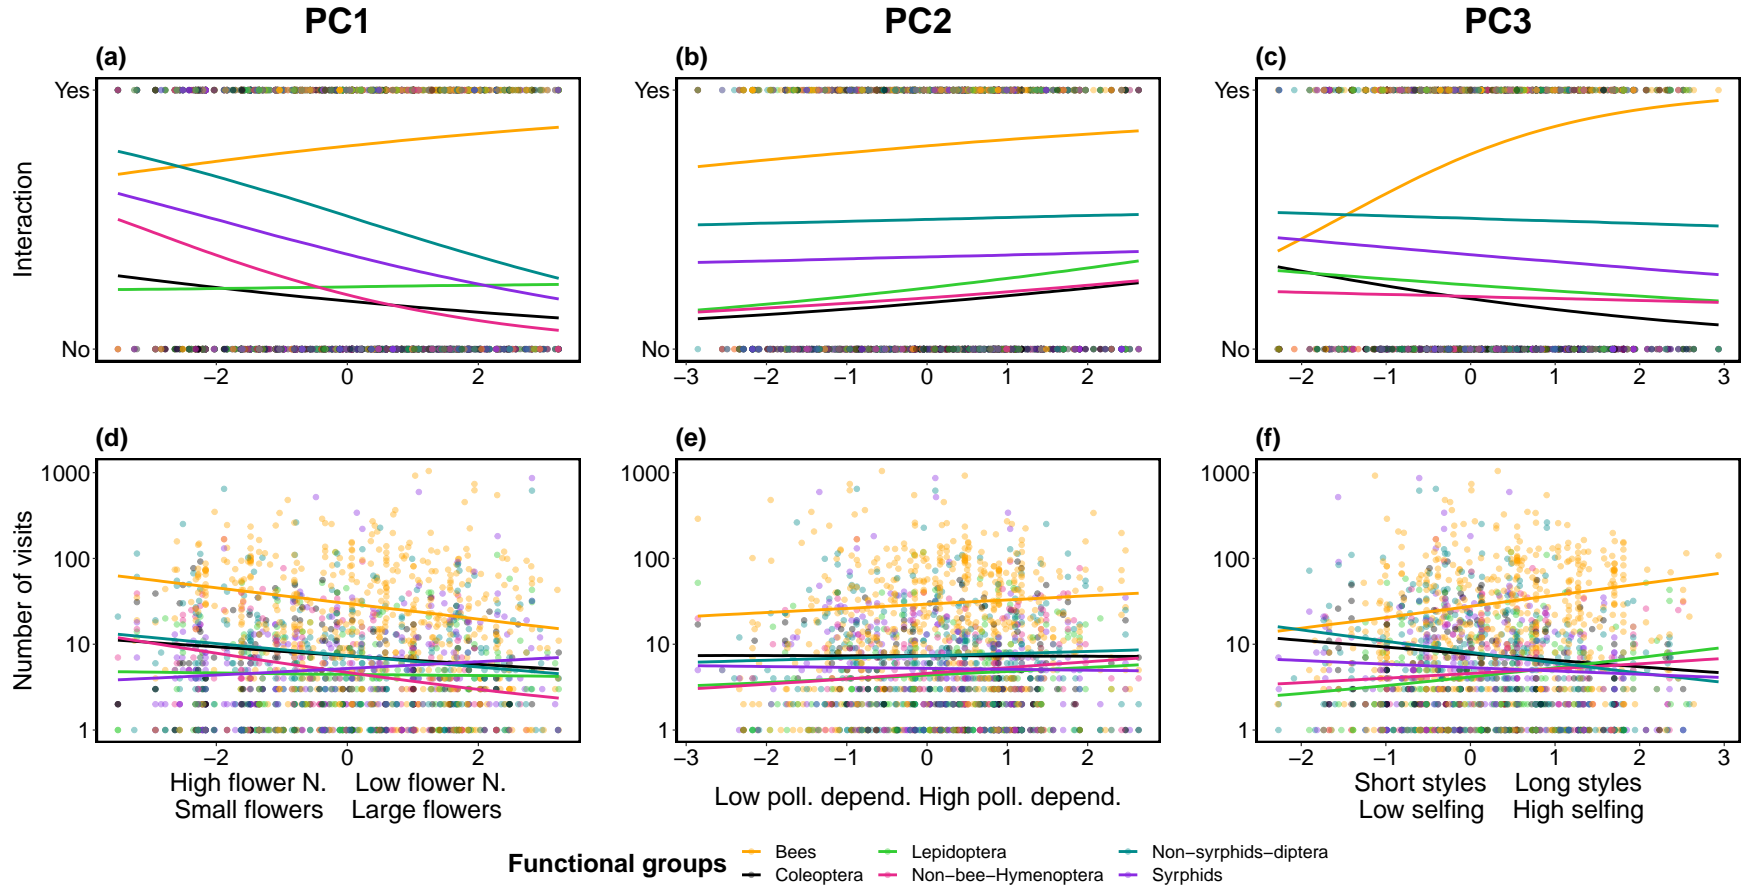 PC1
PC2
PC3
(a)
(b)
(c)
Yes
Yes
Yes
Interaction
No
No
No
−2 0 2
−3 −2 −1 0 1 2
−2 −1 0 1 2 3
(d)
(e)
(f)
1000
1000
1000
Number of visits
100
100
100
10
10
10
1
1
1
−2 0 2
−3 −2 −1 0 1 2
−2 −1 0 1 2 3
High flower N. Low flower N.
Small flowers Large flowers
Low poll. depend. High poll. depend.
Short styles Long styles
Low selfing High selfing
Functional groups
Bees
Lepidoptera
Non−syrphids−diptera
Coleoptera
Non−bee−Hymenoptera
Syrphids